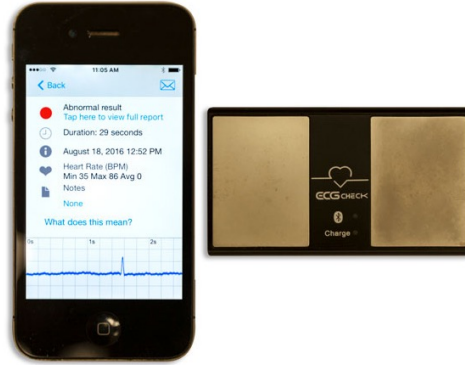 11:05 AM
Back
Abnormal result
Tap here to view full report
Duration: 29 seconds
August 18, 2016 12:52 PM
Heart Rate (BPM)
Min 35 Max 86 Avg 0
Notes
None
What does this mean?
0s 1s 2s
ECG CHECK
Charge